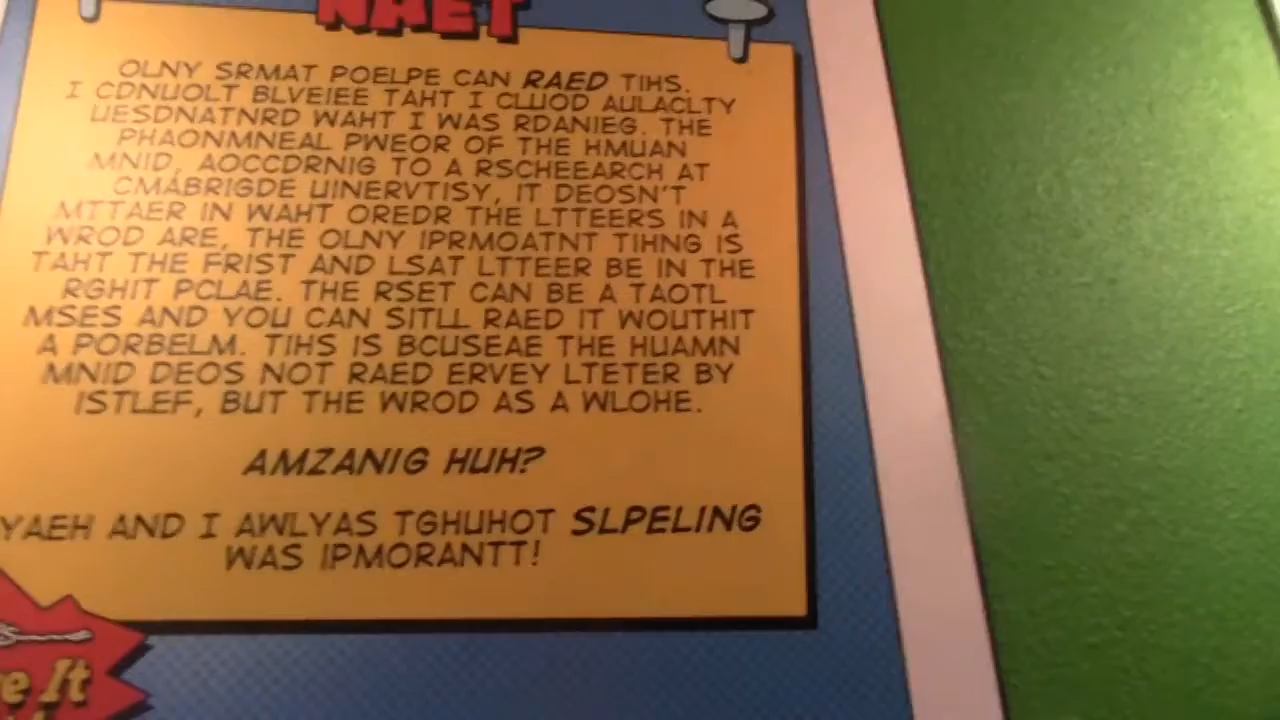 NAET
OLNY SRMAT POELPE CAN RAED TIHS.
I CDNUOLT BLVEIEE TAHT I CLUOD AULACLTY
UESDNATNRD WAHT I WAS RDANIEG. THE
PHAONMNEAL PWEOR OF THE HMUAN
MNID, AOCCDRNIG TO A RSCHEEARCH AT
CMABRIGDE UINERVTISY, IT DEOSN'T
MTTAER IN WAHT OREDR THE LTTEERS IN A
WROD ARE, THE OLNY IPRMOATNT TIHNG IS
TAHT THE FRIST AND LSAT LTTEER BE IN THE
RGHIT PCLAE. THE RSET CAN BE A TAOTL
MSES AND YOU CAN SITLL RAED IT WOUTHIT
A PORBELM. TIHS IS BCUSEAE THE HUAMN
MNID DEOS NOT RAED ERVEY LTETER BY
ISTLEF, BUT THE WROD AS A WLOHE.
AMZANIG HUH?
YAEH AND I AWLYAS TGHUHOT SLPELING
WAS IPMORANTT!
It